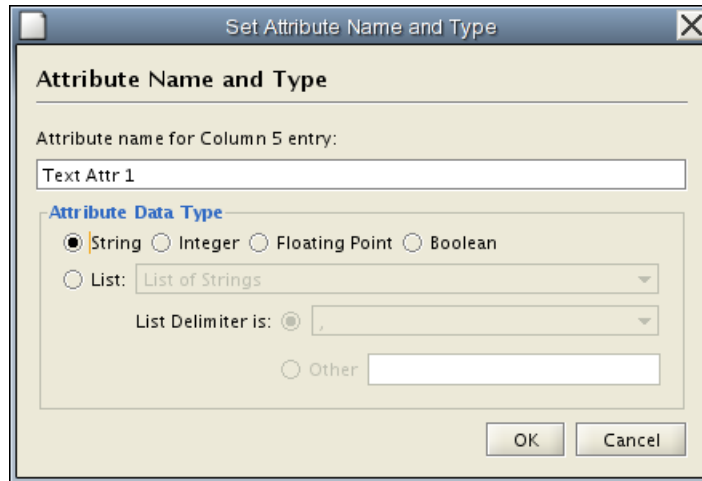 Set Attribute Name and Type
Attribute Name and Type
Attribute name for Column 5 entry:
Text Attr 1
Attribute Data Type
String Integer Floating Point Boolean
List: List of Strings
List Delimiter is: ,
Other
OK Cancel